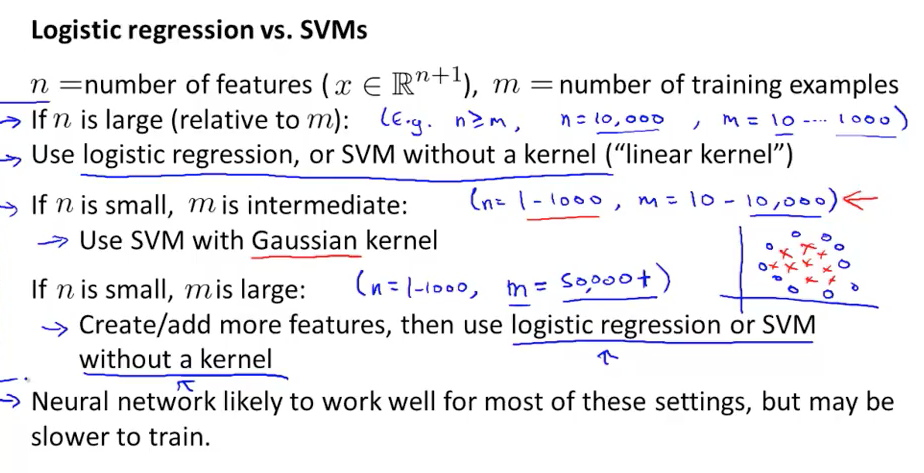 Logistic regression vs. SVMs
n =number of features ( x ∈ ℝⁿ⁺¹), m = number of training examples
→ If n is large (relative to m): (E.g. n ≥ m, n = 10,000 , m = 10 .... 1000)
→ Use logistic regression, or SVM without a kernel (“linear kernel”)
→ If n is small, m is intermediate: (n = 1 - 1000 , m = 10 - 10,000) ←
→ Use SVM with Gaussian kernel
If n is small, m is large: (n = 1 - 1000, m = 50,000 +)
→ Create/add more features, then use logistic regression or SVM
without a kernel
→ Neural network likely to work well for most of these settings, but may be
slower to train.